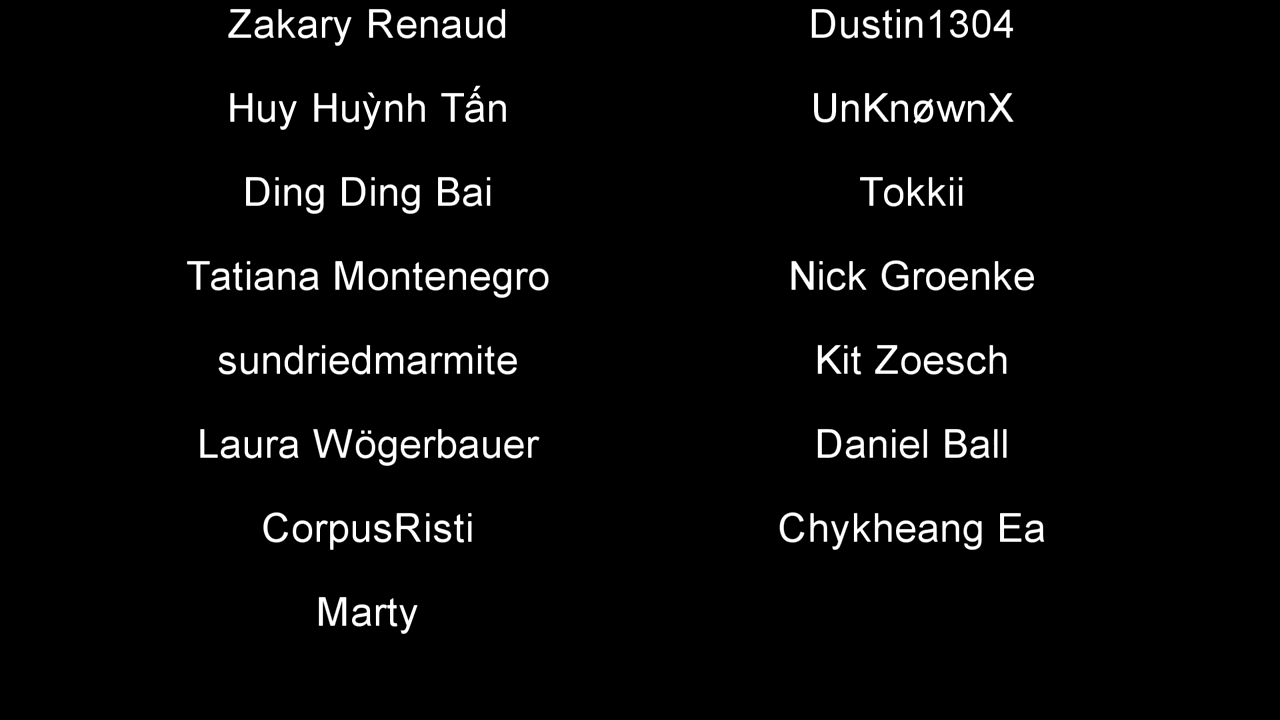 Zakary Renaud
Dustin1304
Huy Huỳnh Tấn
UnKnøwnX
Ding Ding Bai
Tokkii
Tatiana Montenegro
Nick Groenke
sundriedmarmite
Kit Zoesch
Laura Wögerbauer
Daniel Ball
CorpusRisti
Chykheang Ea
Marty